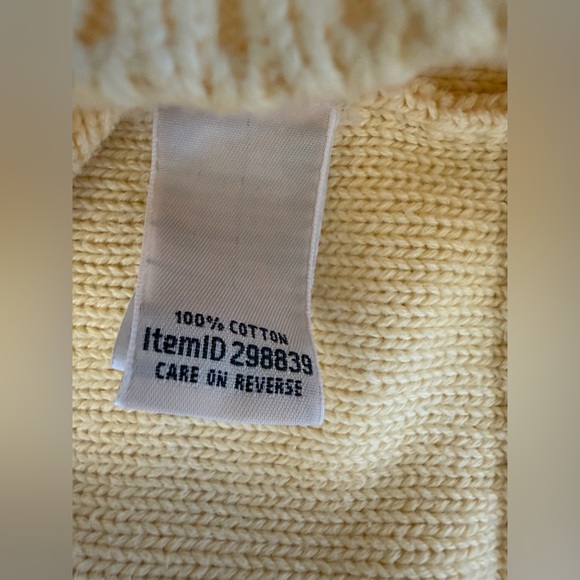 100% COTTON
ItemID 298839
CARE ON REVERSE